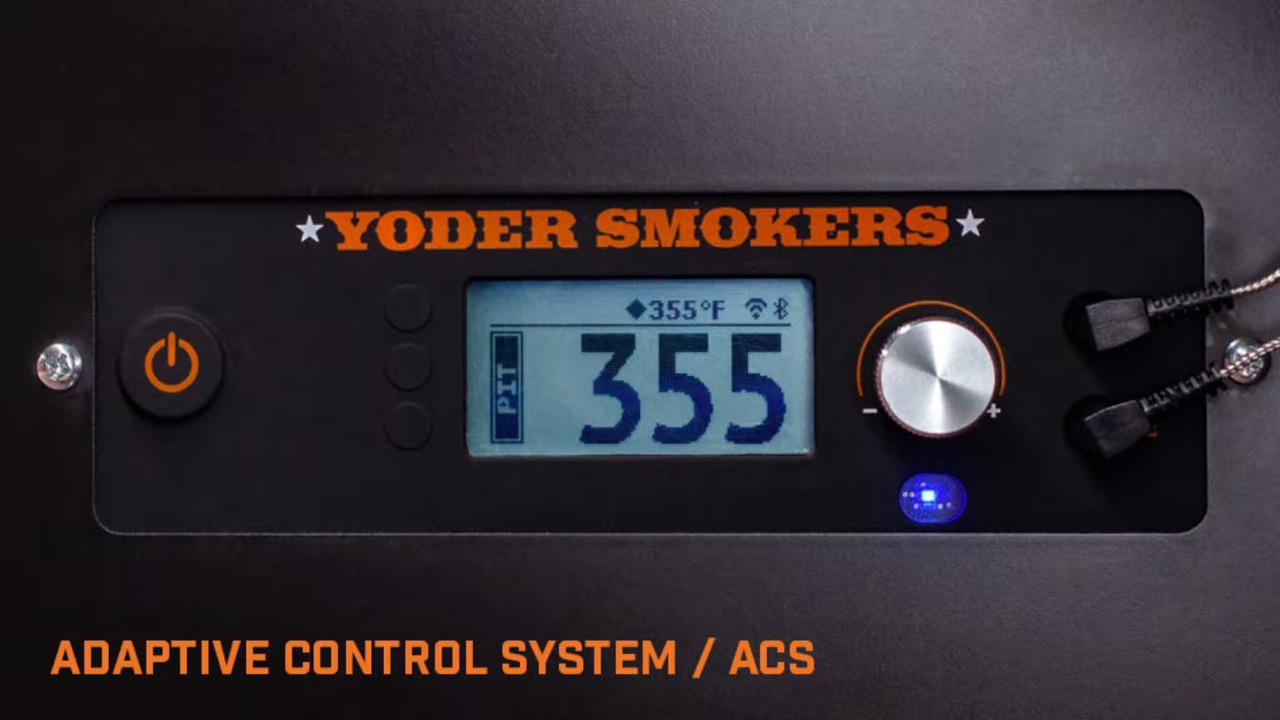 YODER SMOKERS
355°F
PIT
355
- +
ADAPTIVE CONTROL SYSTEM / ACS